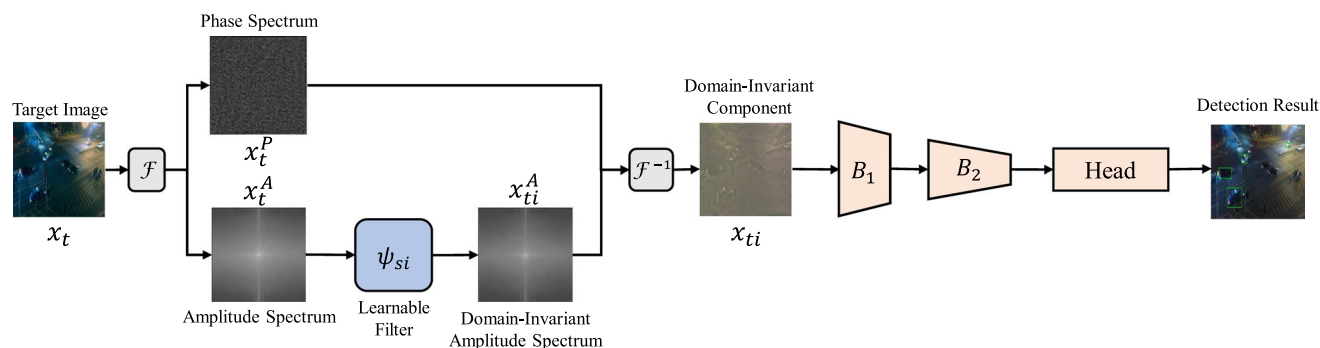 Phase Spectrum
Target Image
x_t
ℱ
x_t^P
x_t^A
Amplitude Spectrum
ψ_si
Learnable
Filter
x_ti^A
Domain-Invariant
Amplitude Spectrum
ℱ^-1
Domain-Invariant
Component
x_ti
B_1
B_2
Head
Detection Result